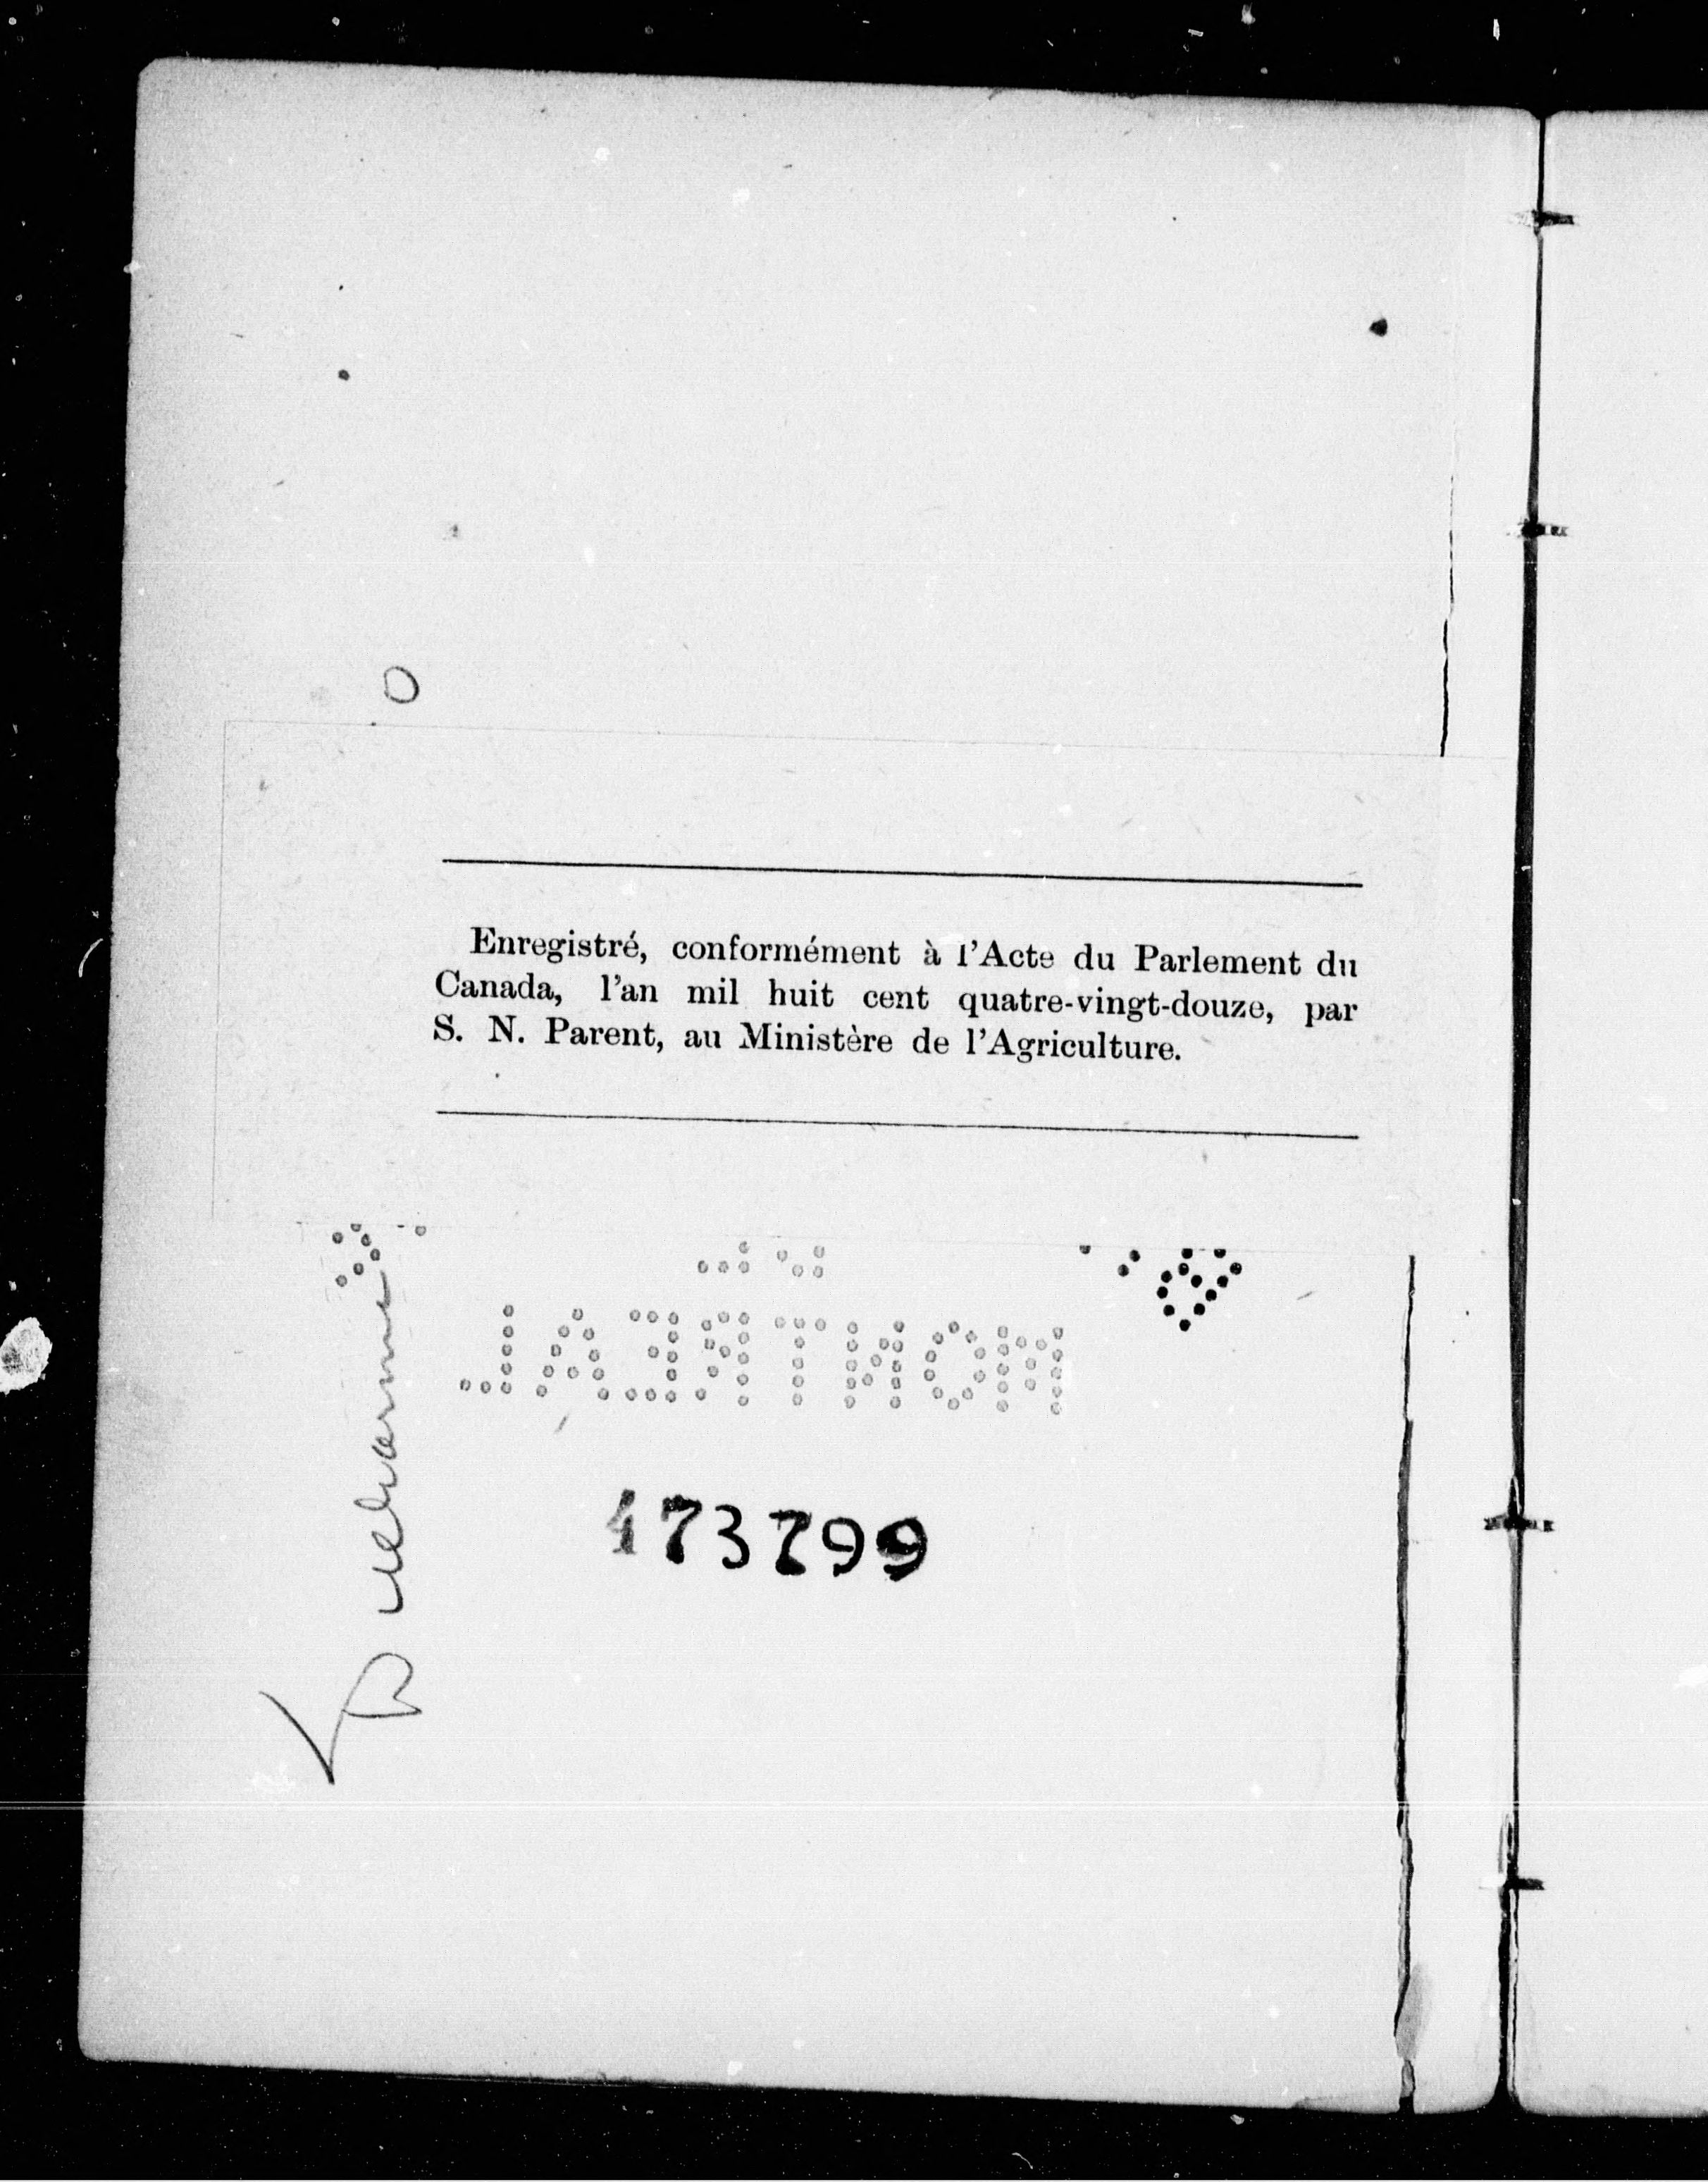 Enregistré, conformément à l'Acte du Parlement du
Canada, l'an mil huit cent quatre-vingt-douze, par
S. N. Parent, au Ministère de l'Agriculture.
MONTREAL
173799